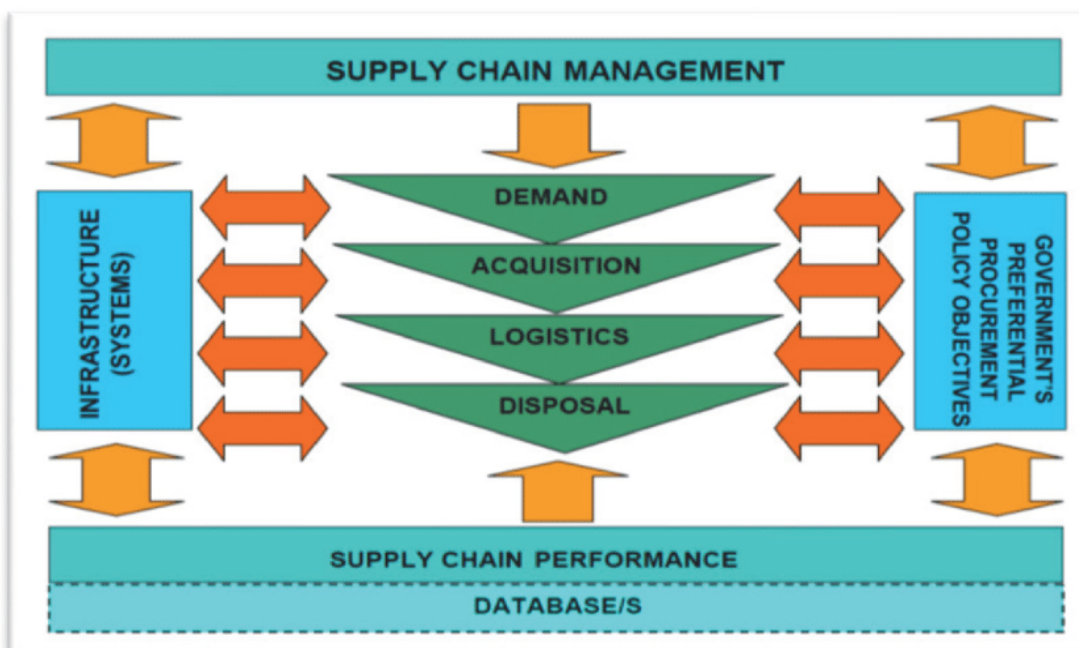 SUPPLY CHAIN MANAGEMENT
INFRASTRUCTURE
(SYSTEMS)
DEMAND
ACQUISITION
LOGISTICS
DISPOSAL
GOVERNMENT'S
PREFERENTIAL
PROCUREMENT
POLICY OBJECTIVES
SUPPLY CHAIN PERFORMANCE
DATABASE/S